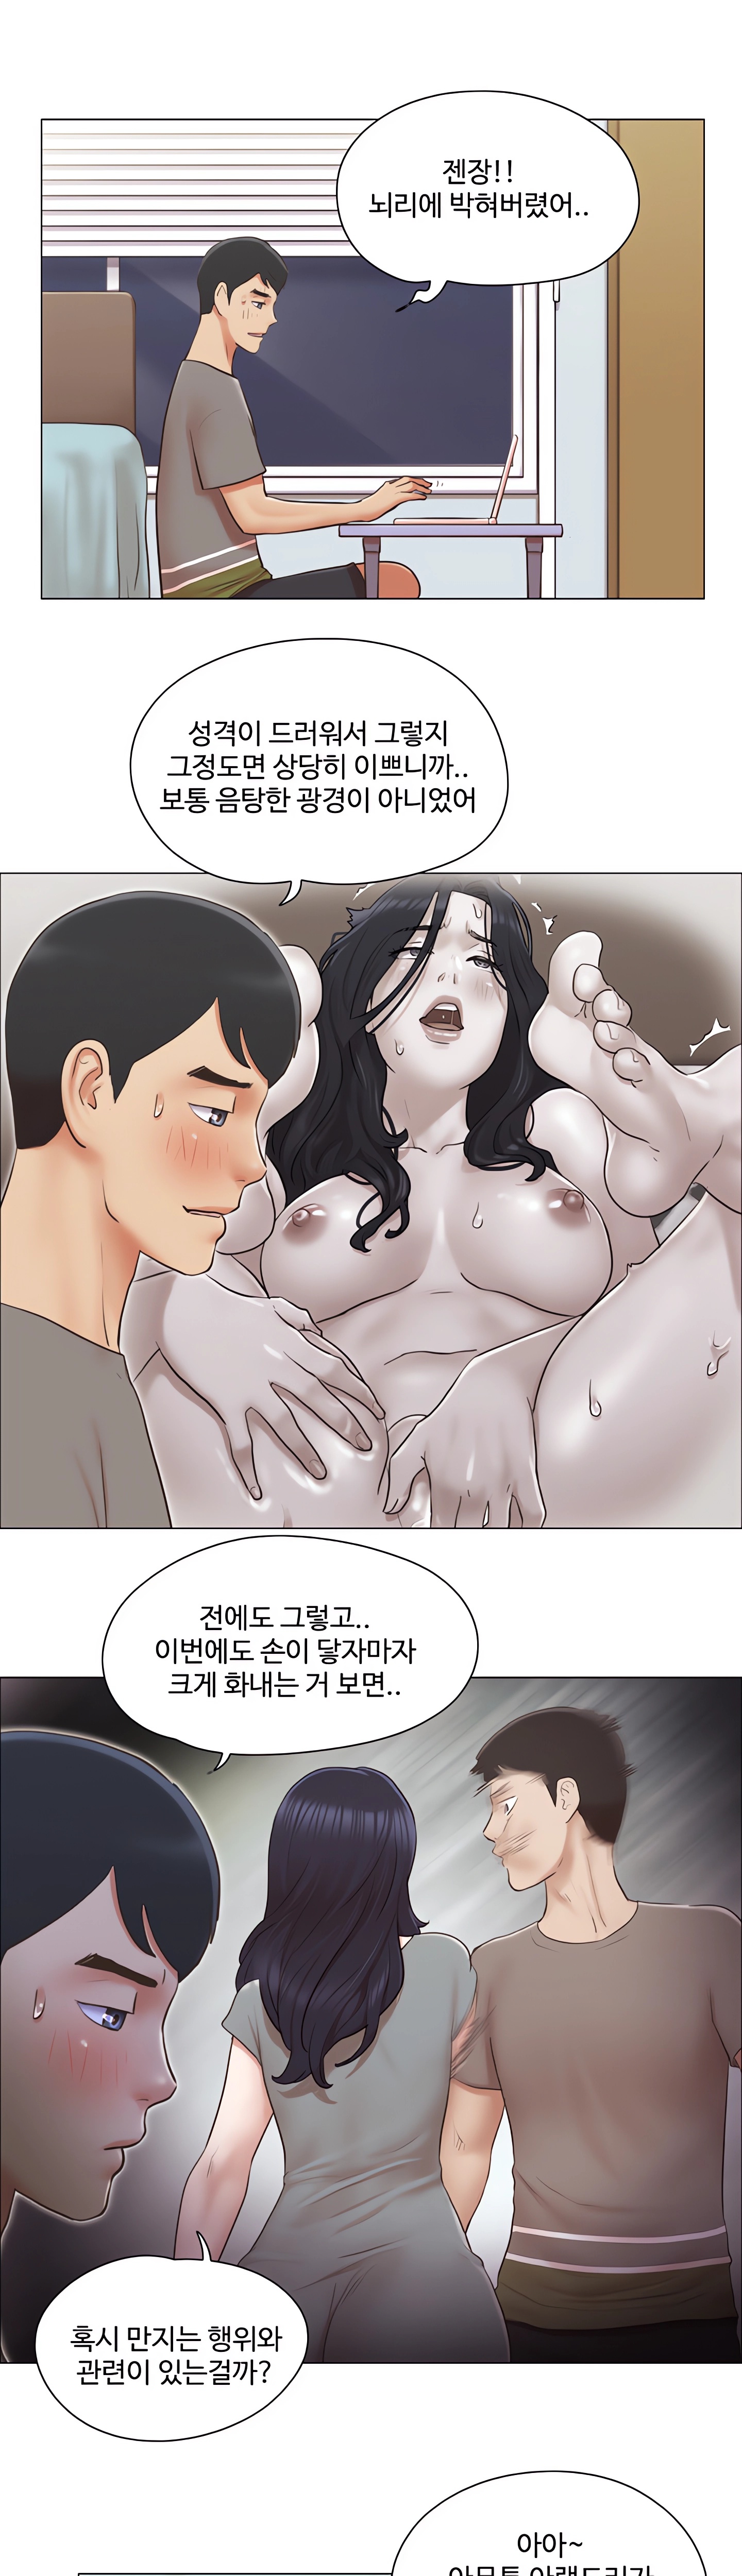 젠장!!
뇌리에 박혀버렸어..
성격이 드러워서 그렇지
그정도면 상당히 이쁘니까..
보통 음탕한 광경이 아니었어
전에도 그렇고..
이번에도 손이 닿자마자
크게 화내는 거 보면..
혹시 만지는 행위와
관련이 있는걸까?
아아~